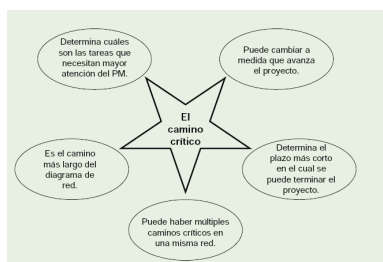 Determina cuáles
son las tareas que
necesitan mayor
atención del PM.
Puede cambiar a
medida que avanza
el proyecto.
El
camino
crítico
Es el camino
más largo del
diagrama de
red.
Determina el
plazo más corto
en el cual se
puede terminar el
proyecto.
Puede haber múltiples
caminos críticos en
una misma red.